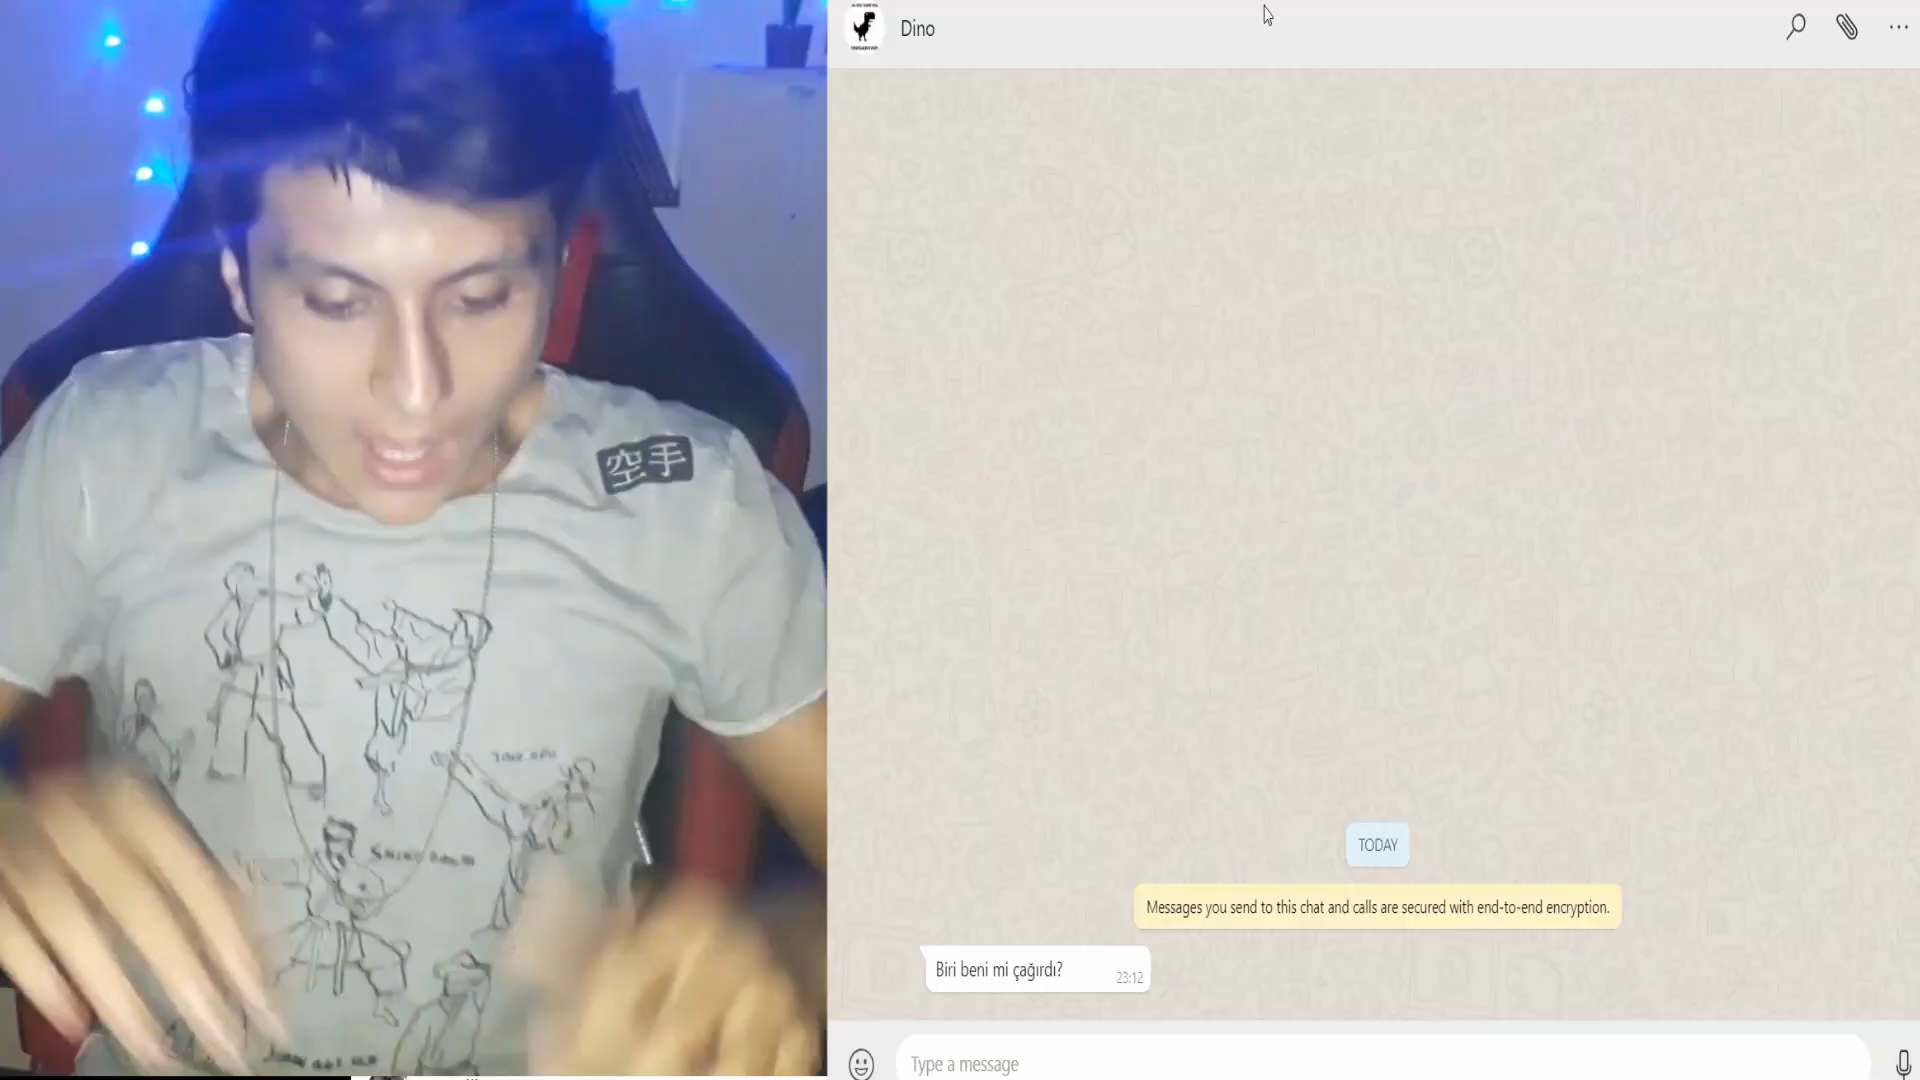 Dino
空手
TODAY
Messages you send to this chat and calls are secured with end-to-end encryption.
Biri beni mi çağırdı?
23:12
Type a message